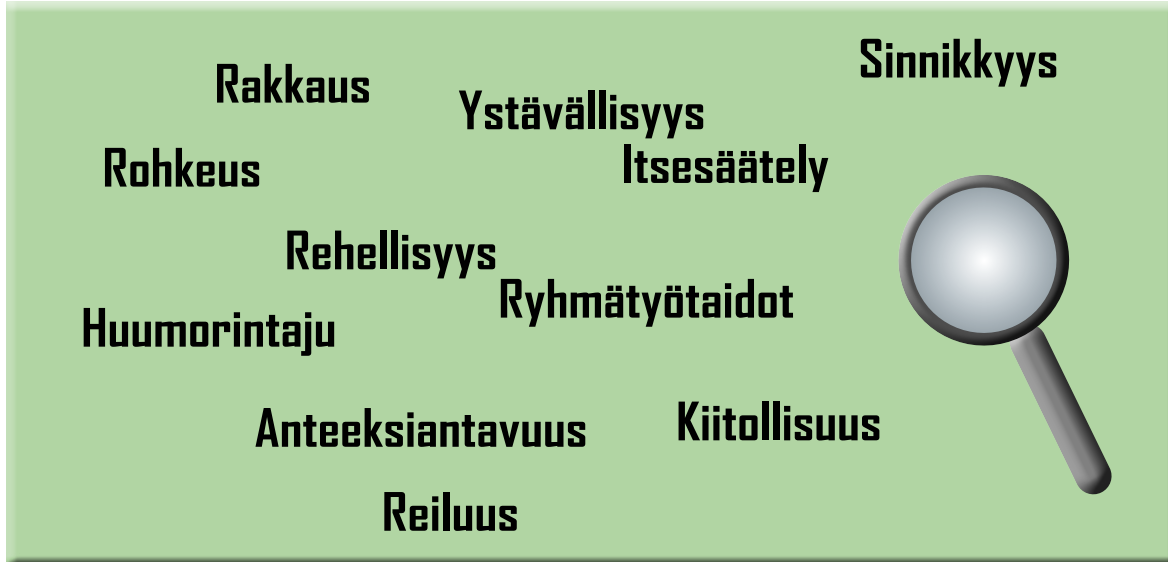 Sinnikkyys
Rakkaus
Ystävällisyys
Rohkeus
Itsesäätely
Rehellisyys
Ryhmätyötaidot
Huumorintaju
Anteeksiantavuus
Kiitollisuus
Reiluus